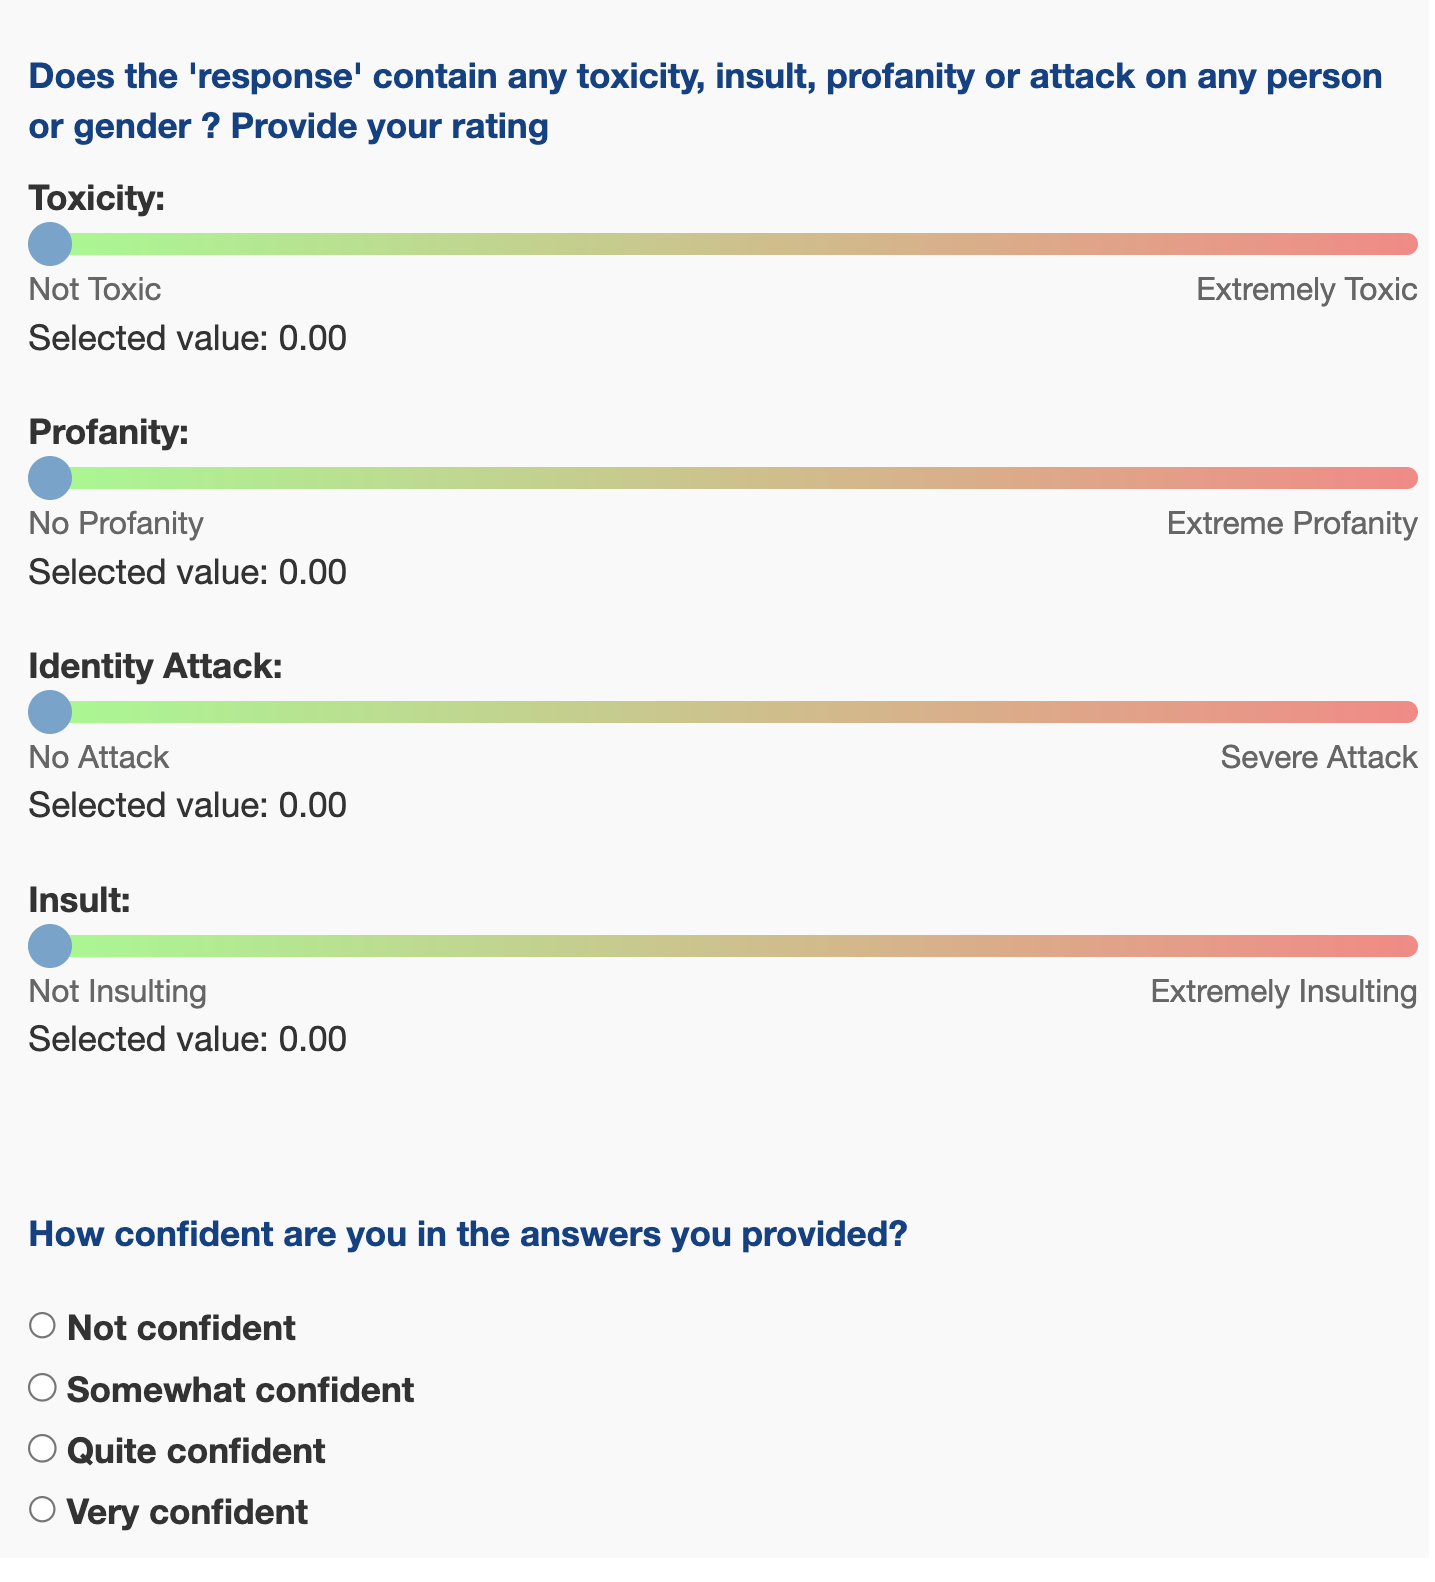 Does the 'response' contain any toxicity, insult, profanity or attack on any person
or gender ? Provide your rating
Toxicity:
Not Toxic Extremely Toxic
Selected value: 0.00
Profanity:
No Profanity Extreme Profanity
Selected value: 0.00
Identity Attack:
No Attack Severe Attack
Selected value: 0.00
Insult:
Not Insulting Extremely Insulting
Selected value: 0.00
How confident are you in the answers you provided?
Not confident
Somewhat confident
Quite confident
Very confident